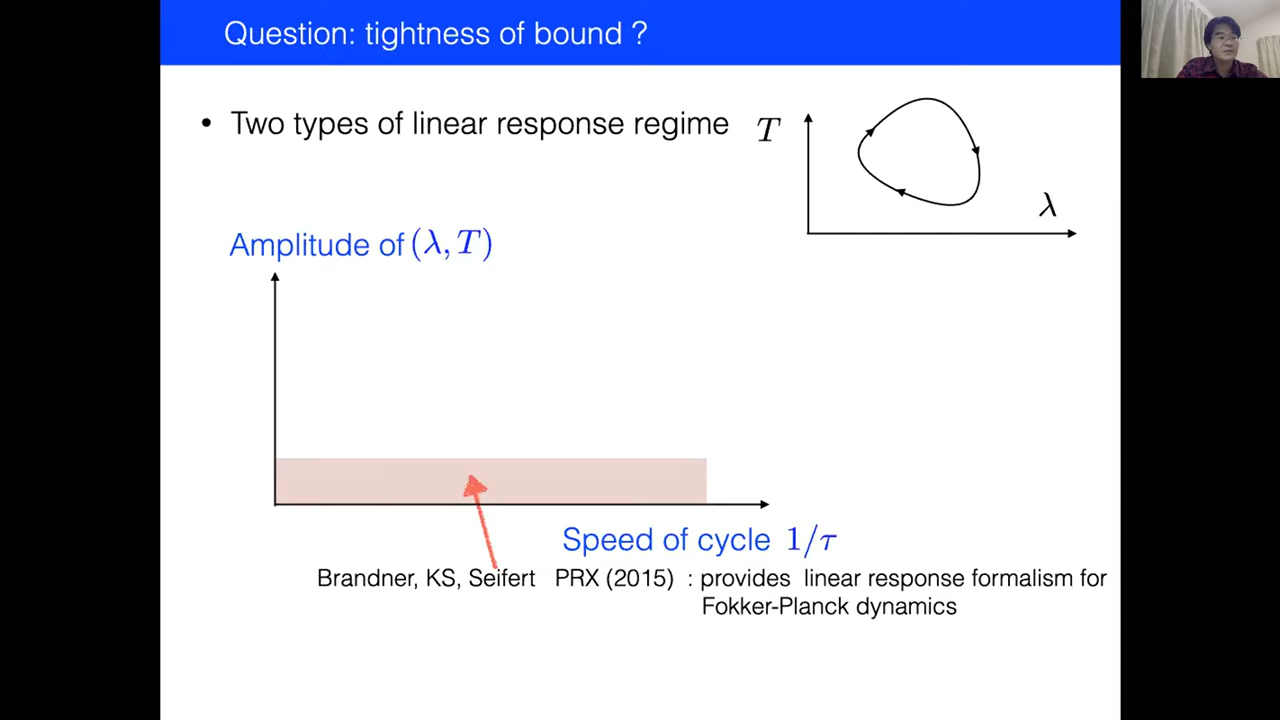 Question: tightness of bound ?
• Two types of linear response regime
T
λ
Amplitude of (λ, T)
Speed of cycle 1/τ
Brandner, KS, Seifert PRX (2015) : provides linear response formalism for
Fokker-Planck dynamics